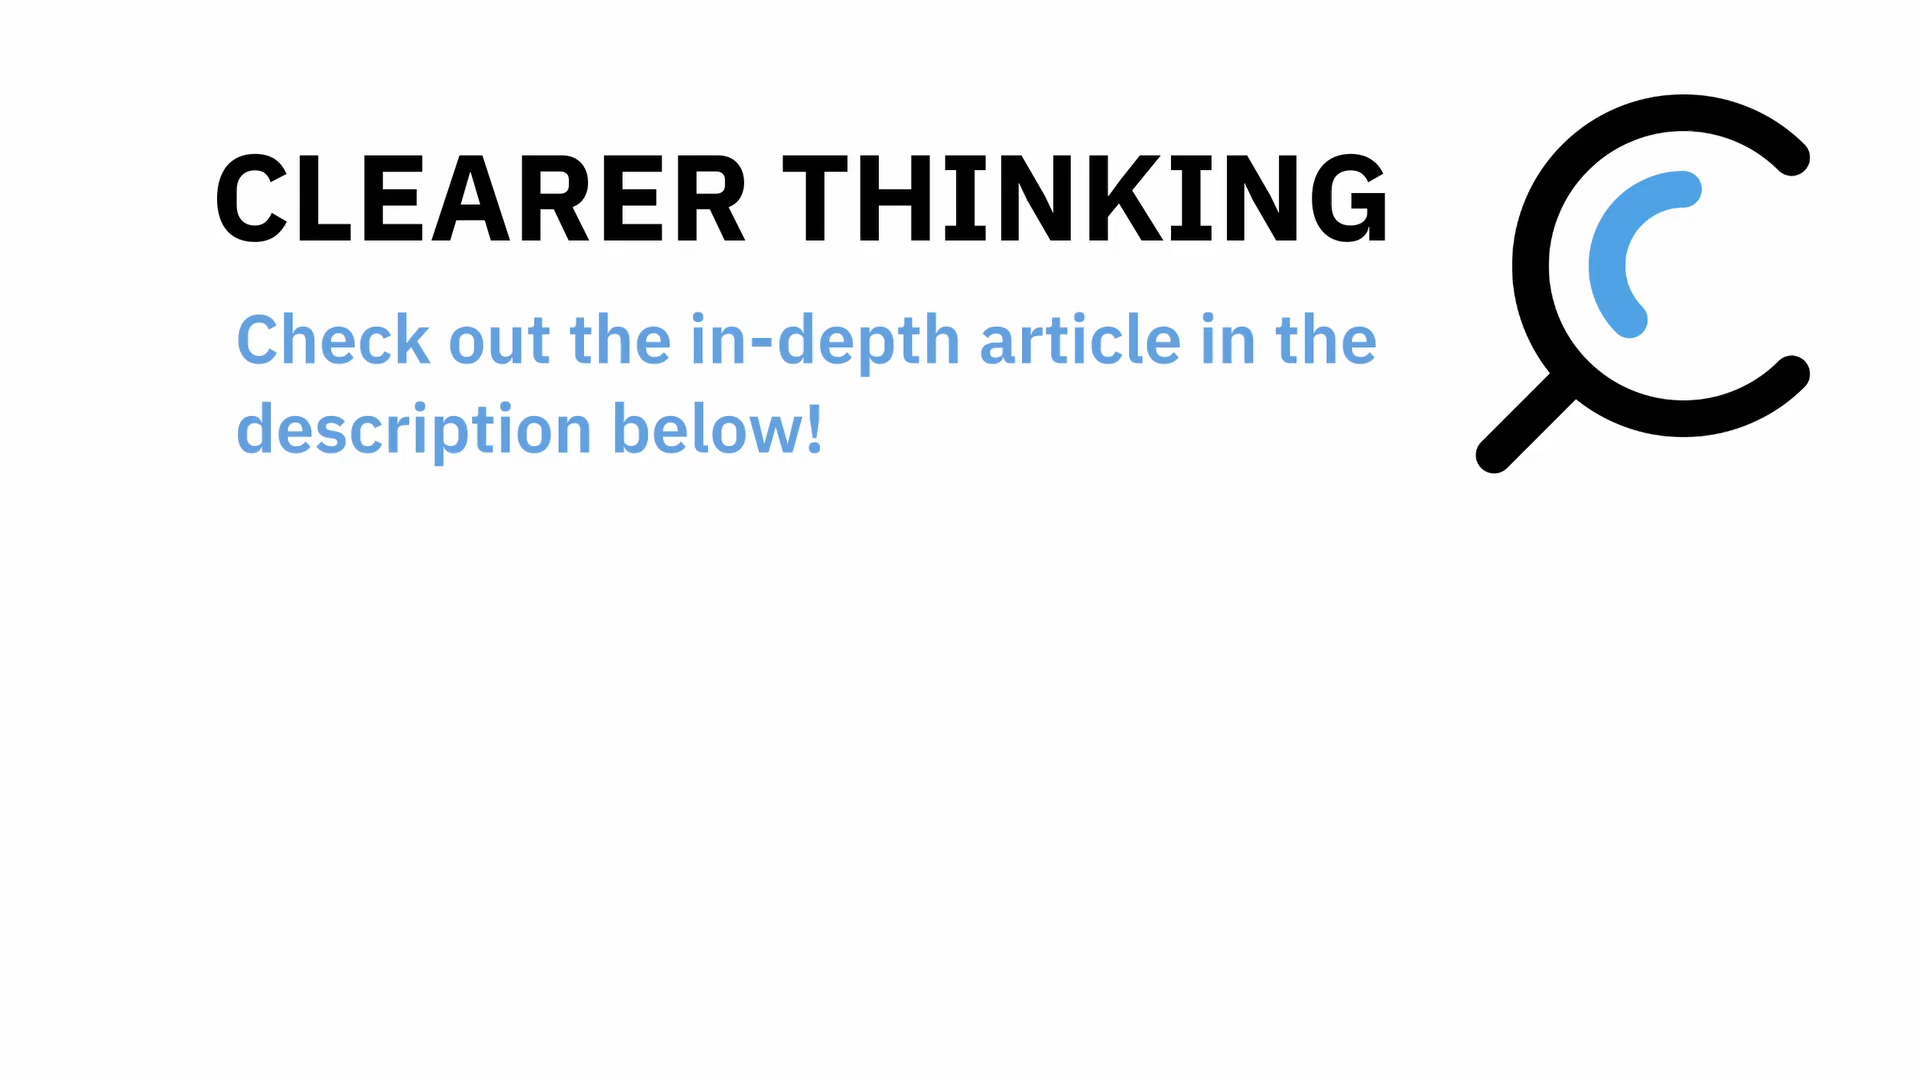 CLEARER THINKING
Check out the in-depth article in the
description below!